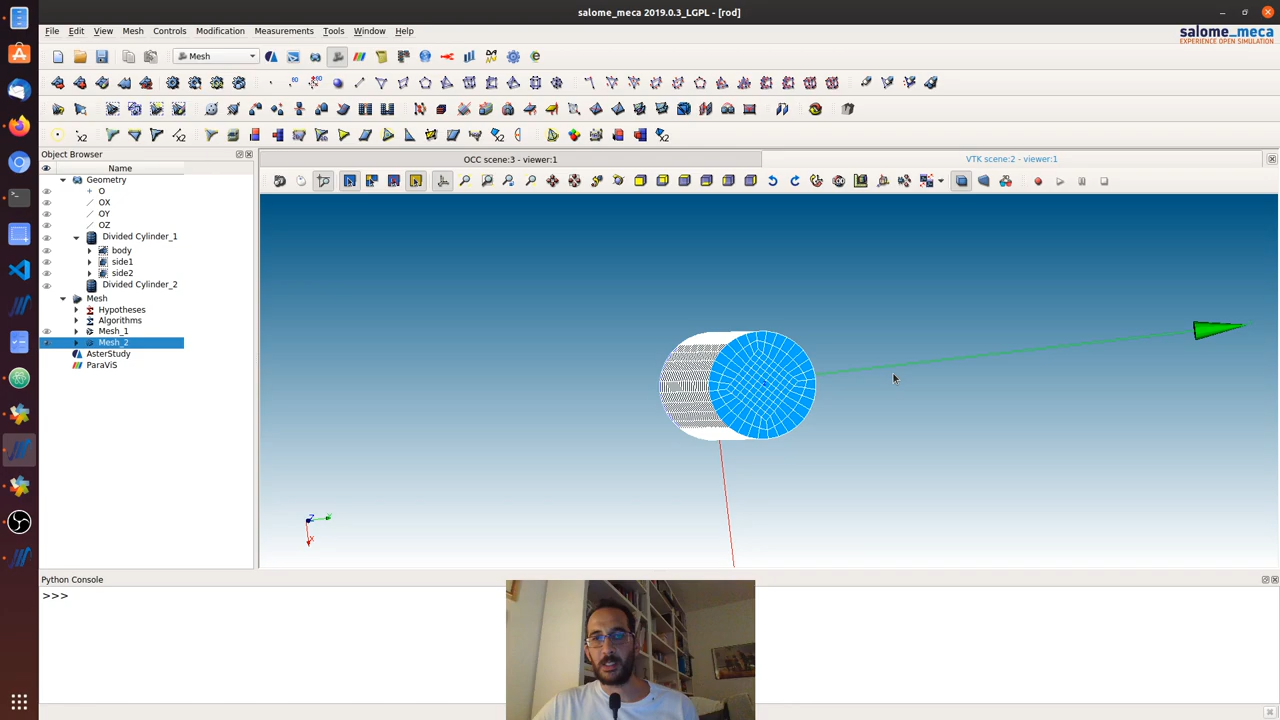 salome_meca 2019.0.3_LGPL - [rod]
File Edit View Mesh Controls Modification Measurements Tools Window Help
salome_meca
EXPERIENCE OPEN SIMULATION
Mesh
Object Browser
OCC scene:3 - viewer:1
VTK scene:2 - viewer:1
Name
Geometry
O
OX
OY
OZ
Divided Cylinder_1
body
side1
side2
Divided Cylinder_2
Mesh
Hypotheses
Algorithms
Mesh_1
Mesh_2
AsterStudy
ParaViS
Z
X
Python Console
>>>